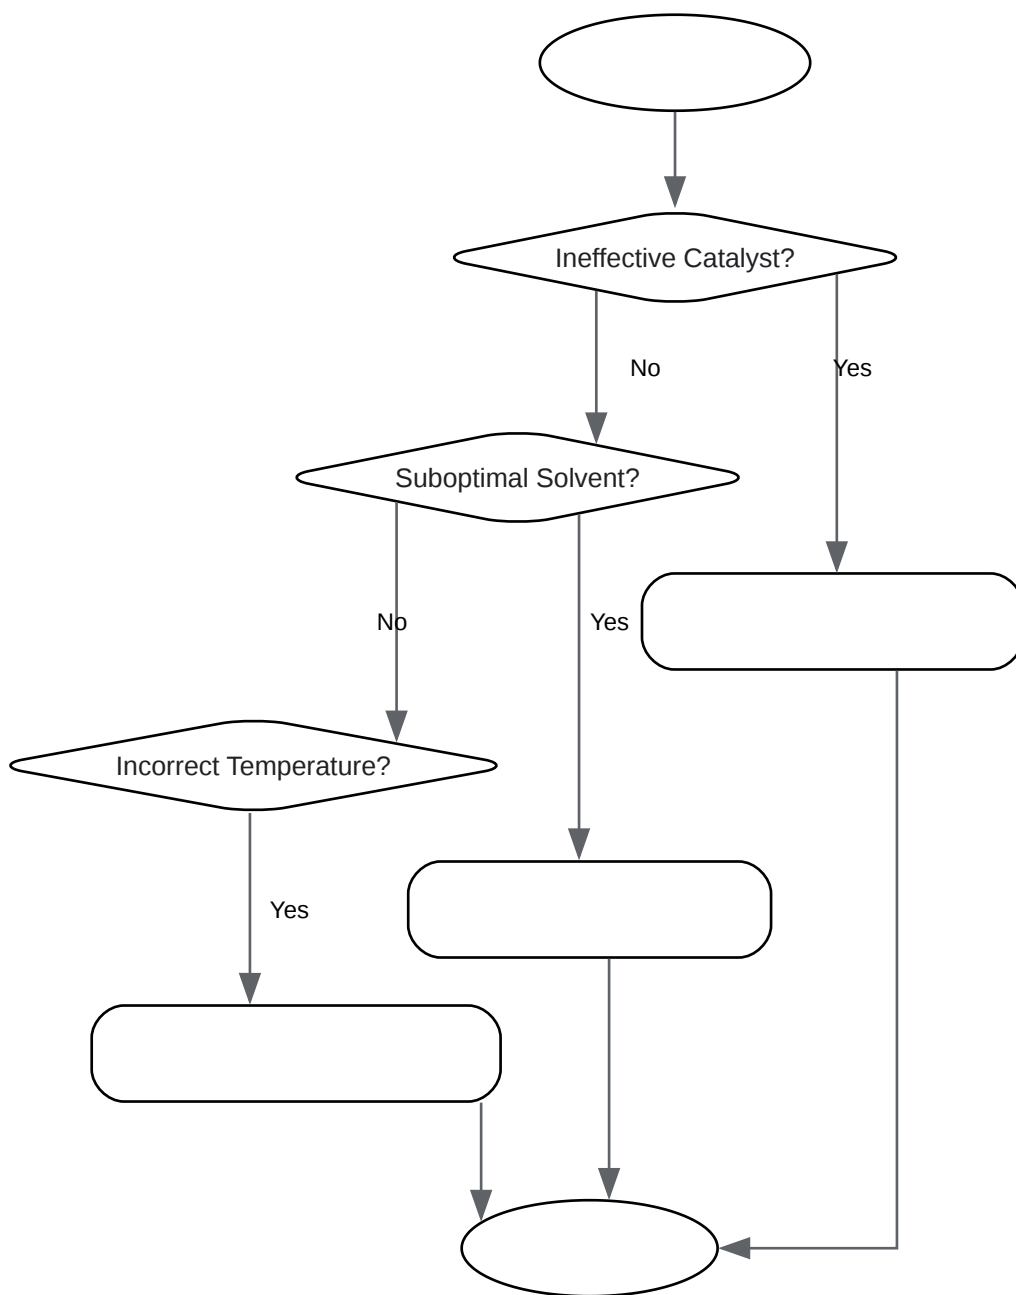 Ineffective Catalyst?
No
Yes
Suboptimal Solvent?
No
Yes
Incorrect Temperature?
Yes